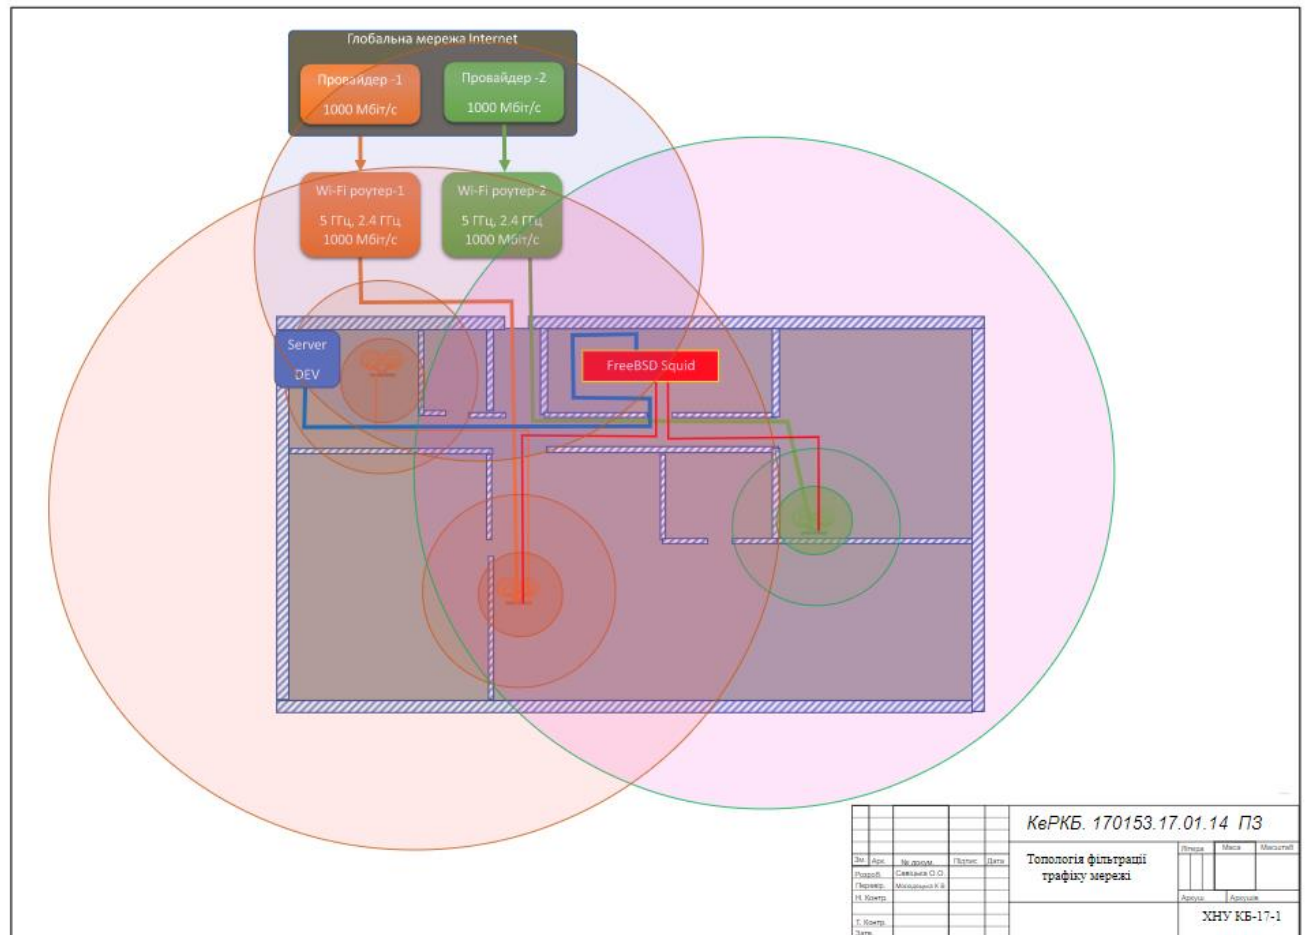 Глобальна мережа Internet
Провайдер -1
1000 Мбіт/с
Провайдер -2
1000 Мбіт/с
Wi-Fi роутер-1
5 ГГц, 2.4 ГГц
1000 Мбіт/с
Wi-Fi роутер-2
5 ГГц, 2.4 ГГц
1000 Мбіт/с
Server
DEV
FreeBSD Squid
КвРКБ. 170153.17.01.14 ПЗ
Зм. Арк. № докум. Підпис Дата
Розроб. Савіцька О.О.
Перевір.
Н. Контр.
Т. Контр.
Затв.
Топологія фільтрації
трафіку мережі
Літера Маса Масштаб
Аркуш Аркушів
ХНУ КБ-17-1